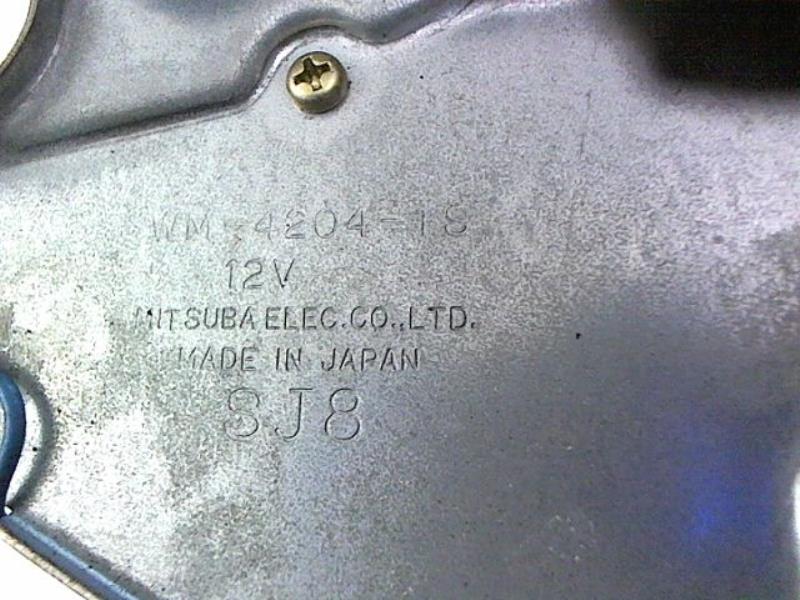 WM-4204-1S
12V
MITSUBA ELEC.CO.,LTD.
MADE IN JAPAN
SJ8